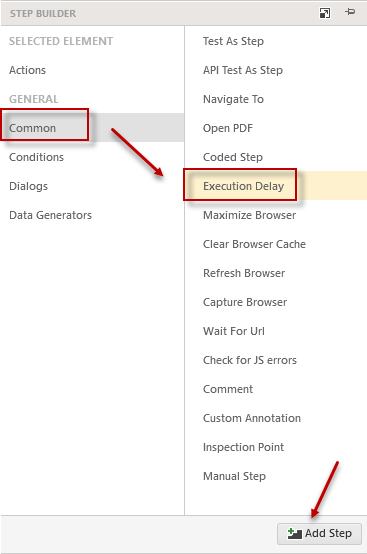 STEP BUILDER
SELECTED ELEMENT
Actions
GENERAL
Common
Conditions
Dialogs
Data Generators
Test As Step
API Test As Step
Navigate To
Open PDF
Coded Step
Execution Delay
Maximize Browser
Clear Browser Cache
Refresh Browser
Capture Browser
Wait For Url
Check for JS errors
Comment
Custom Annotation
Inspection Point
Manual Step
Add Step